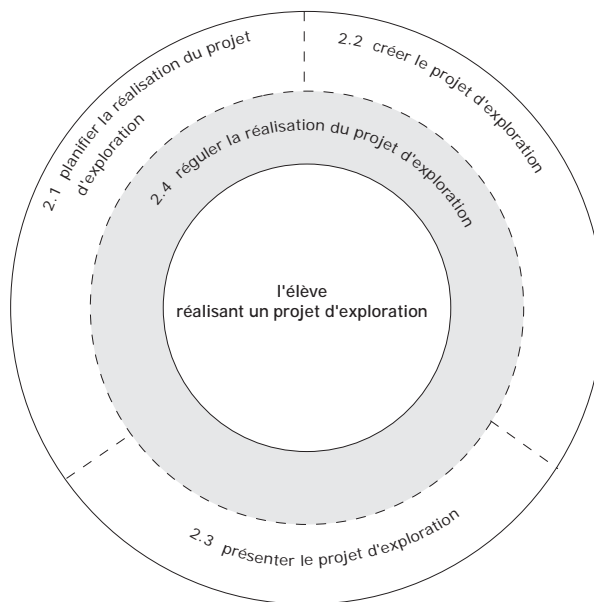 2.1 planifier la réalisation du projet
d'exploration
2.2 créer le projet d'exploration
2.4 réguler la réalisation du projet d'exploration
l'élève
réalisant un projet d'exploration
2.3 présenter le projet d'exploration